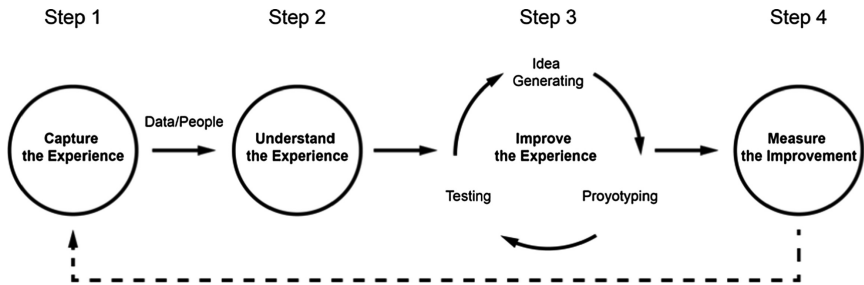 Step 1
Step 2
Step 3
Step 4
Capture
the Experience
Data/People
Understand
the Experience
Idea
Generating
Improve
the Experience
Testing
Proyotyping
Measure
the Improvement